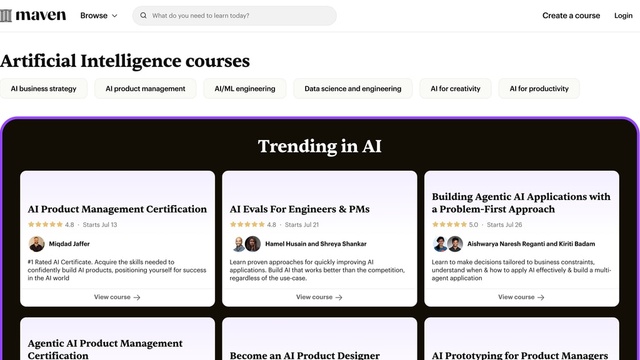 maven
Browse
What do you need to learn today?
Create a course
Login
Artificial Intelligence courses
AI business strategy
AI product management
AI/ML engineering
Data science and engineering
AI for creativity
AI for productivity
Trending in AI
AI Product Management Certification
4.8 · Starts Jul 13
Miqdad Jaffer
#1 Rated AI Certificate. Acquire the skills needed to
confidently build AI products, positioning yourself for success
in the AI world
View course →
AI Evals For Engineers & PMs
4.8 · Starts Jul 21
Hamel Husain and Shreya Shankar
Learn proven approaches for quickly improving AI
applications. Build AI that works better than the competition,
regardless of the use-case.
View course →
Building Agentic AI Applications with
a Problem-First Approach
5.0 · Starts Jul 26
Aishwarya Naresh Reganti and Kiriti Badam
Learn to make decisions tailored to business constraints,
understand when & how to apply AI effectively & build a multi-
agent application
View course →
Agentic AI Product Management
Certification
Become an AI Product Designer
AI Prototyping for Product Managers